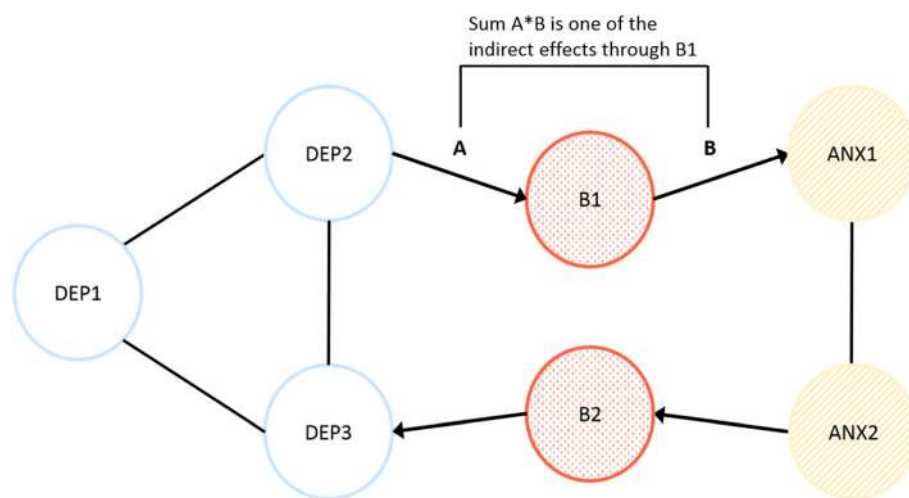 Sum A*B is one of the
indirect effects through B1
A
B
DEP2
B1
ANX1
DEP1
DEP3
B2
ANX2